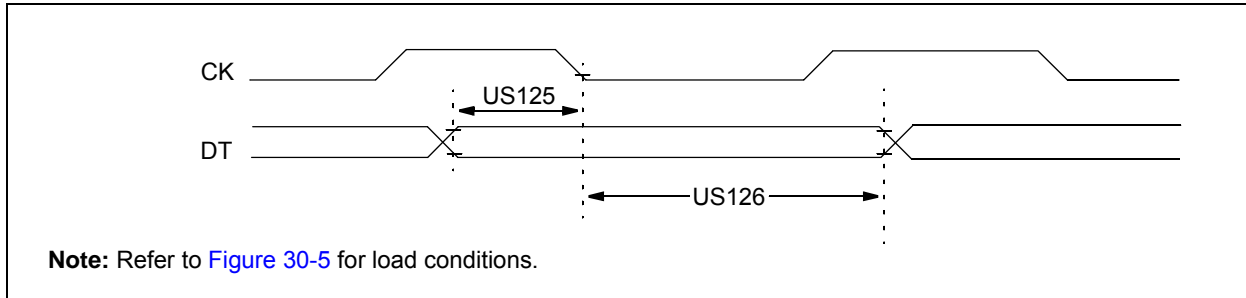 CK
US125
DT
US126
Note: Refer to Figure 30-5 for load conditions.